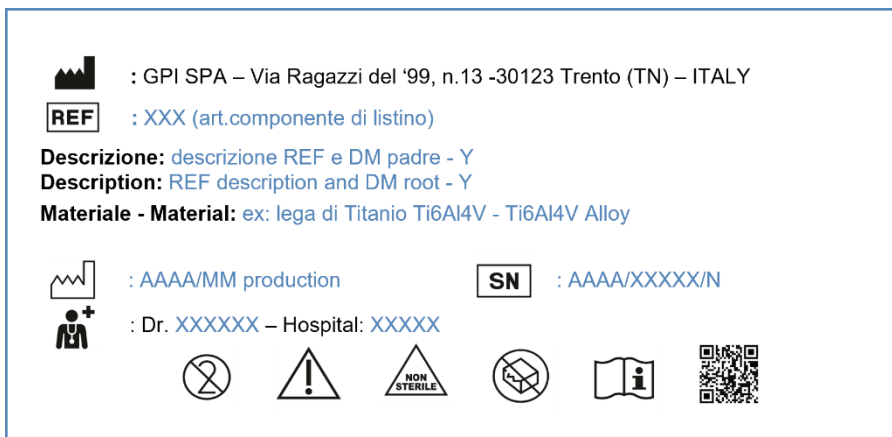 : GPI SPA – Via Ragazzi del ‘99, n.13 -30123 Trento (TN) – ITALY
REF : XXX (art.componente di listino)
Descrizione: descrizione REF e DM padre - Y
Description: REF description and DM root - Y
Materiale - Material: ex: lega di Titanio Ti6Al4V - Ti6Al4V Alloy
: AAAA/MM production SN : AAAA/XXXXX/N
: Dr. XXXXXX – Hospital: XXXXX
2 ! NON STERILE i